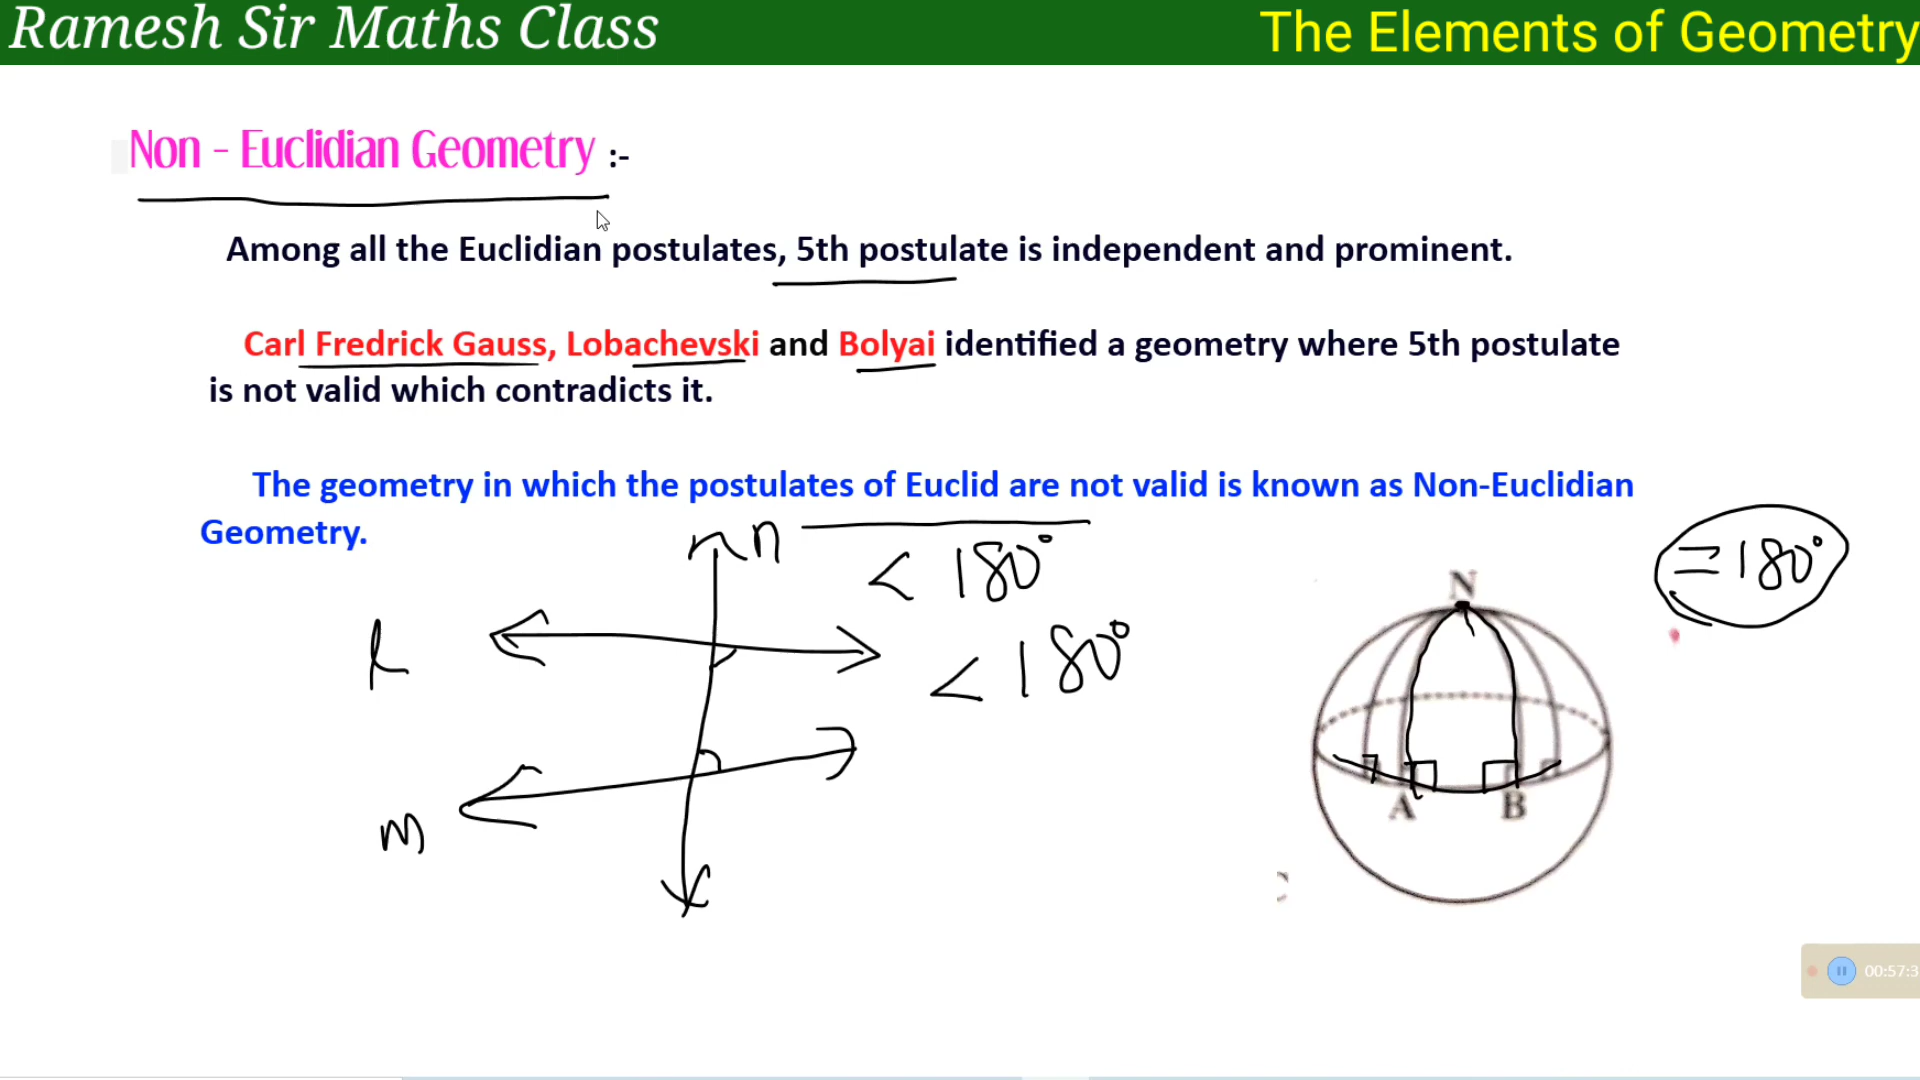 Ramesh Sir Maths Class
The Elements of Geometry
Non - Euclidian Geometry :-
Among all the Euclidian postulates, 5th postulate is independent and prominent.
Carl Fredrick Gauss, Lobachevski and Bolyai identified a geometry where 5th postulate
is not valid which contradicts it.
The geometry in which the postulates of Euclid are not valid is known as Non-Euclidian
Geometry.
n
< 180°
= 180°
N
l
< 180°
A
B
m
00:57:3